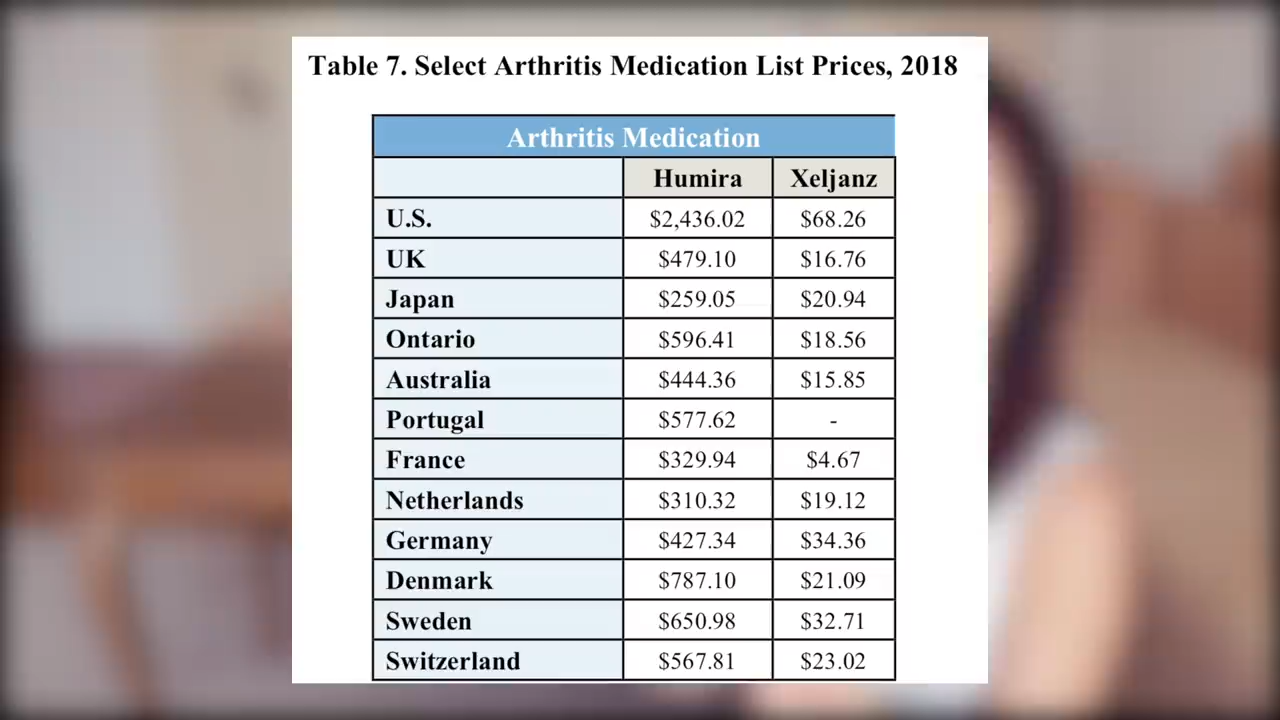 Table 7. Select Arthritis Medication List Prices, 2018
Arthritis Medication
Humira Xeljanz
U.S. $2,436.02 $68.26
UK $479.10 $16.76
Japan $259.05 $20.94
Ontario $596.41 $18.56
Australia $444.36 $15.85
Portugal $577.62 -
France $329.94 $4.67
Netherlands $310.32 $19.12
Germany $427.34 $34.36
Denmark $787.10 $21.09
Sweden $650.98 $32.71
Switzerland $567.81 $23.02